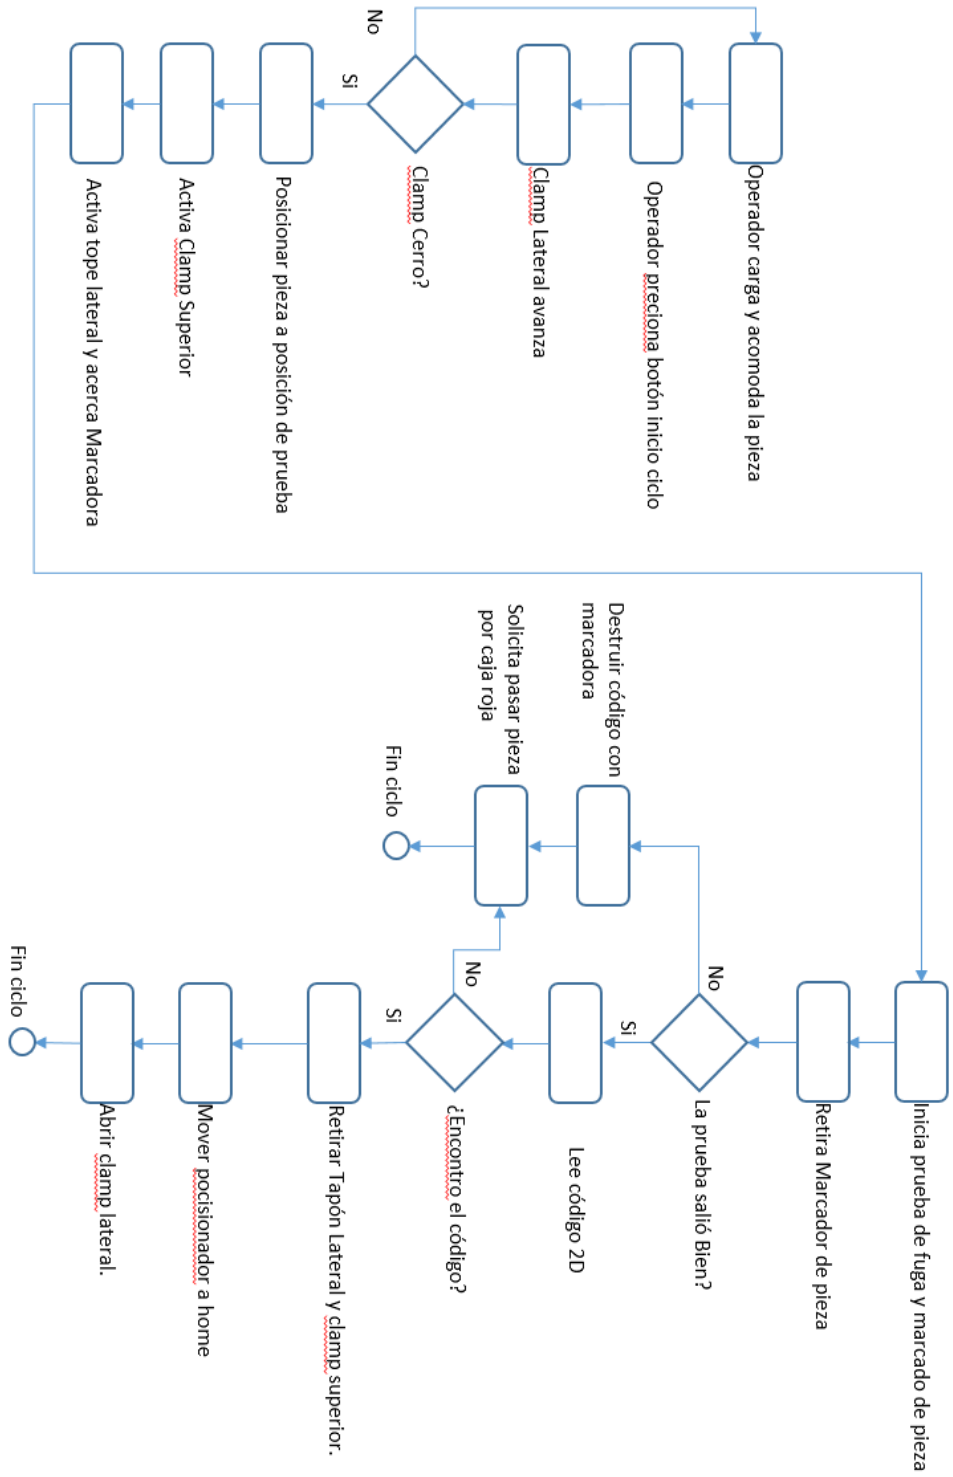 Operador carga y acomoda la pieza
Operador preciona botón inicio ciclo
Clamp Lateral avanza
Clamp Cerro?
No
Si
Posicionar pieza a posición de prueba
Activa Clamp Superior
Activa tope lateral y acerca Marcadora
Inicia prueba de fuga y marcado de pieza
Retira Marcador de pieza
La prueba salió Bien?
No
Si
Destruir código con
marcadora
Solicita pasar pieza
por caja roja
Fin ciclo
Lee código 2D
¿Encontro el código?
No
Si
Retirar Tapón Lateral y clamp superior.
Mover pocisionador a home
Abrir clamp lateral.
Fin ciclo